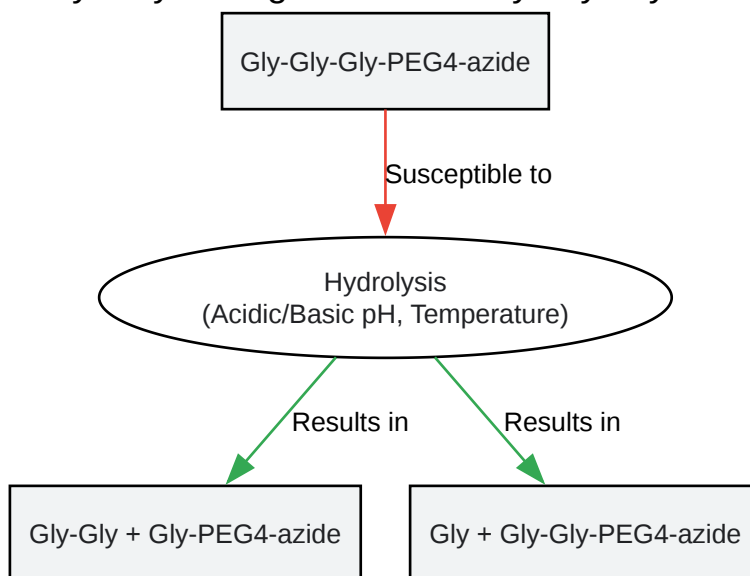 Gly-Gly-Gly-PEG4-azide
Susceptible to
Hydrolysis
(Acidic/Basic pH, Temperature)
Results in
Results in
Gly-Gly + Gly-PEG4-azide
Gly + Gly-Gly-PEG4-azide